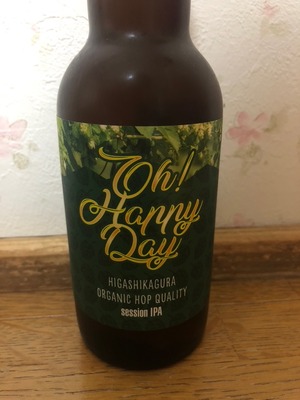 Oh!
Happy
Day
HIGASHIKAGURA
ORGANIC HOP QUALITY
session IPA